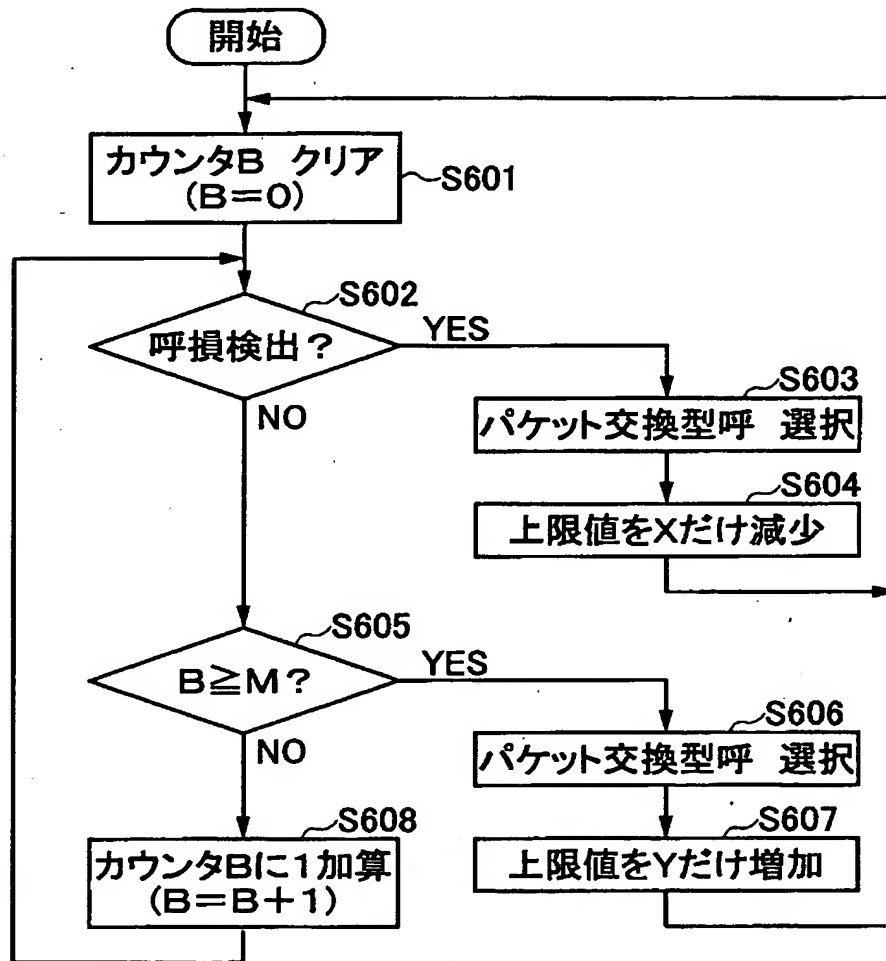 開始
カウンタB クリア
(B=0)
S601
S602
呼損検出?
YES
NO
S603
パケット交換型呼 選択
S604
上限値をXだけ減少
S605
B≧M?
YES
NO
S606
パケット交換型呼 選択
S607
上限値をYだけ増加
S608
カウンタBに1加算
(B=B+1)